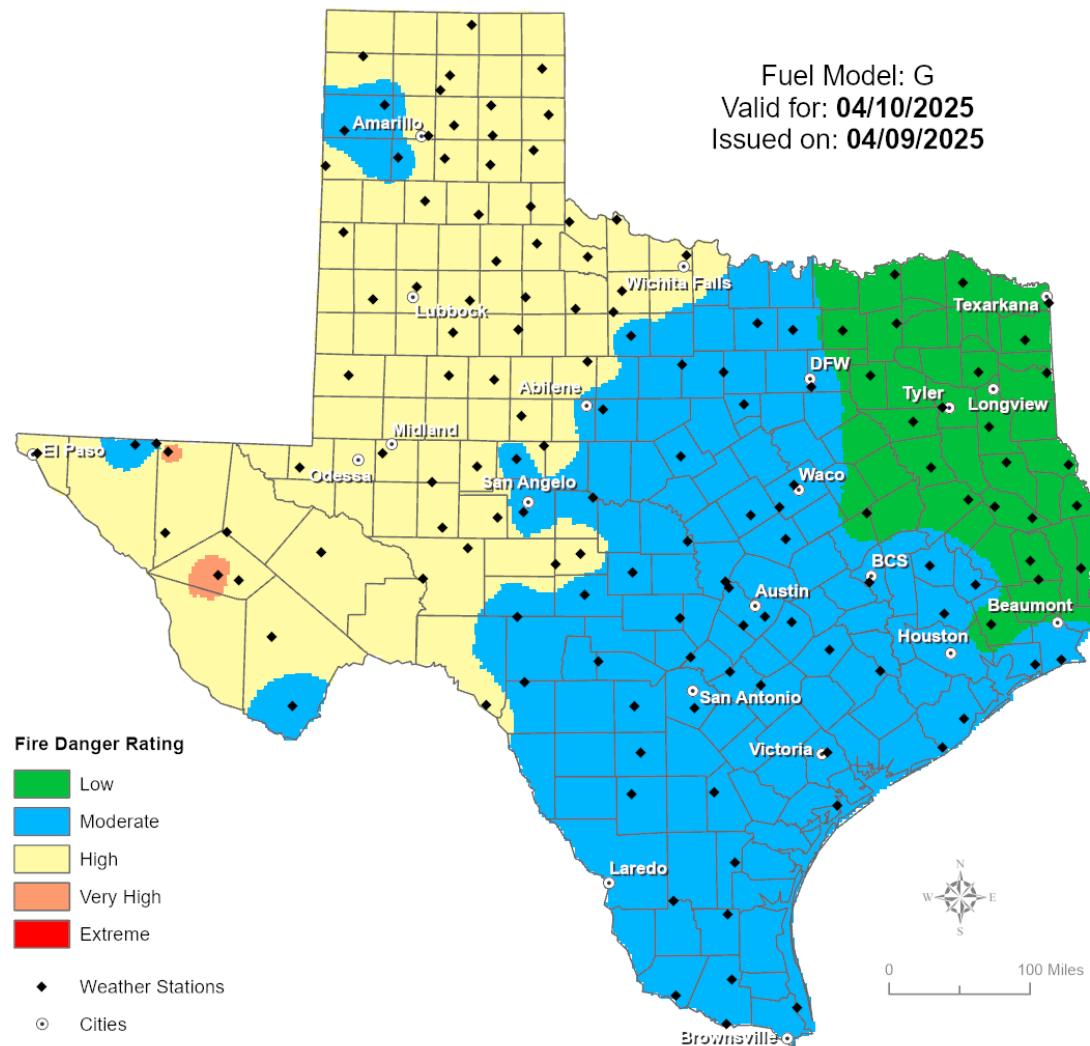 Fuel Model: G
Valid for: 04/10/2025
Issued on: 04/09/2025
Amarillo
Wichita Falls
Lubbock
Texarkana
DFW
Abilene
Tyler
Longview
Midland
El Paso
Odessa
San Angelo
Waco
BCS
Austin
Beaumont
Houston
San Antonio
Victoria
Laredo
Brownsville
Fire Danger Rating
Low
Moderate
High
Very High
Extreme
Weather Stations
Cities
N
W E
S
0 100 Miles